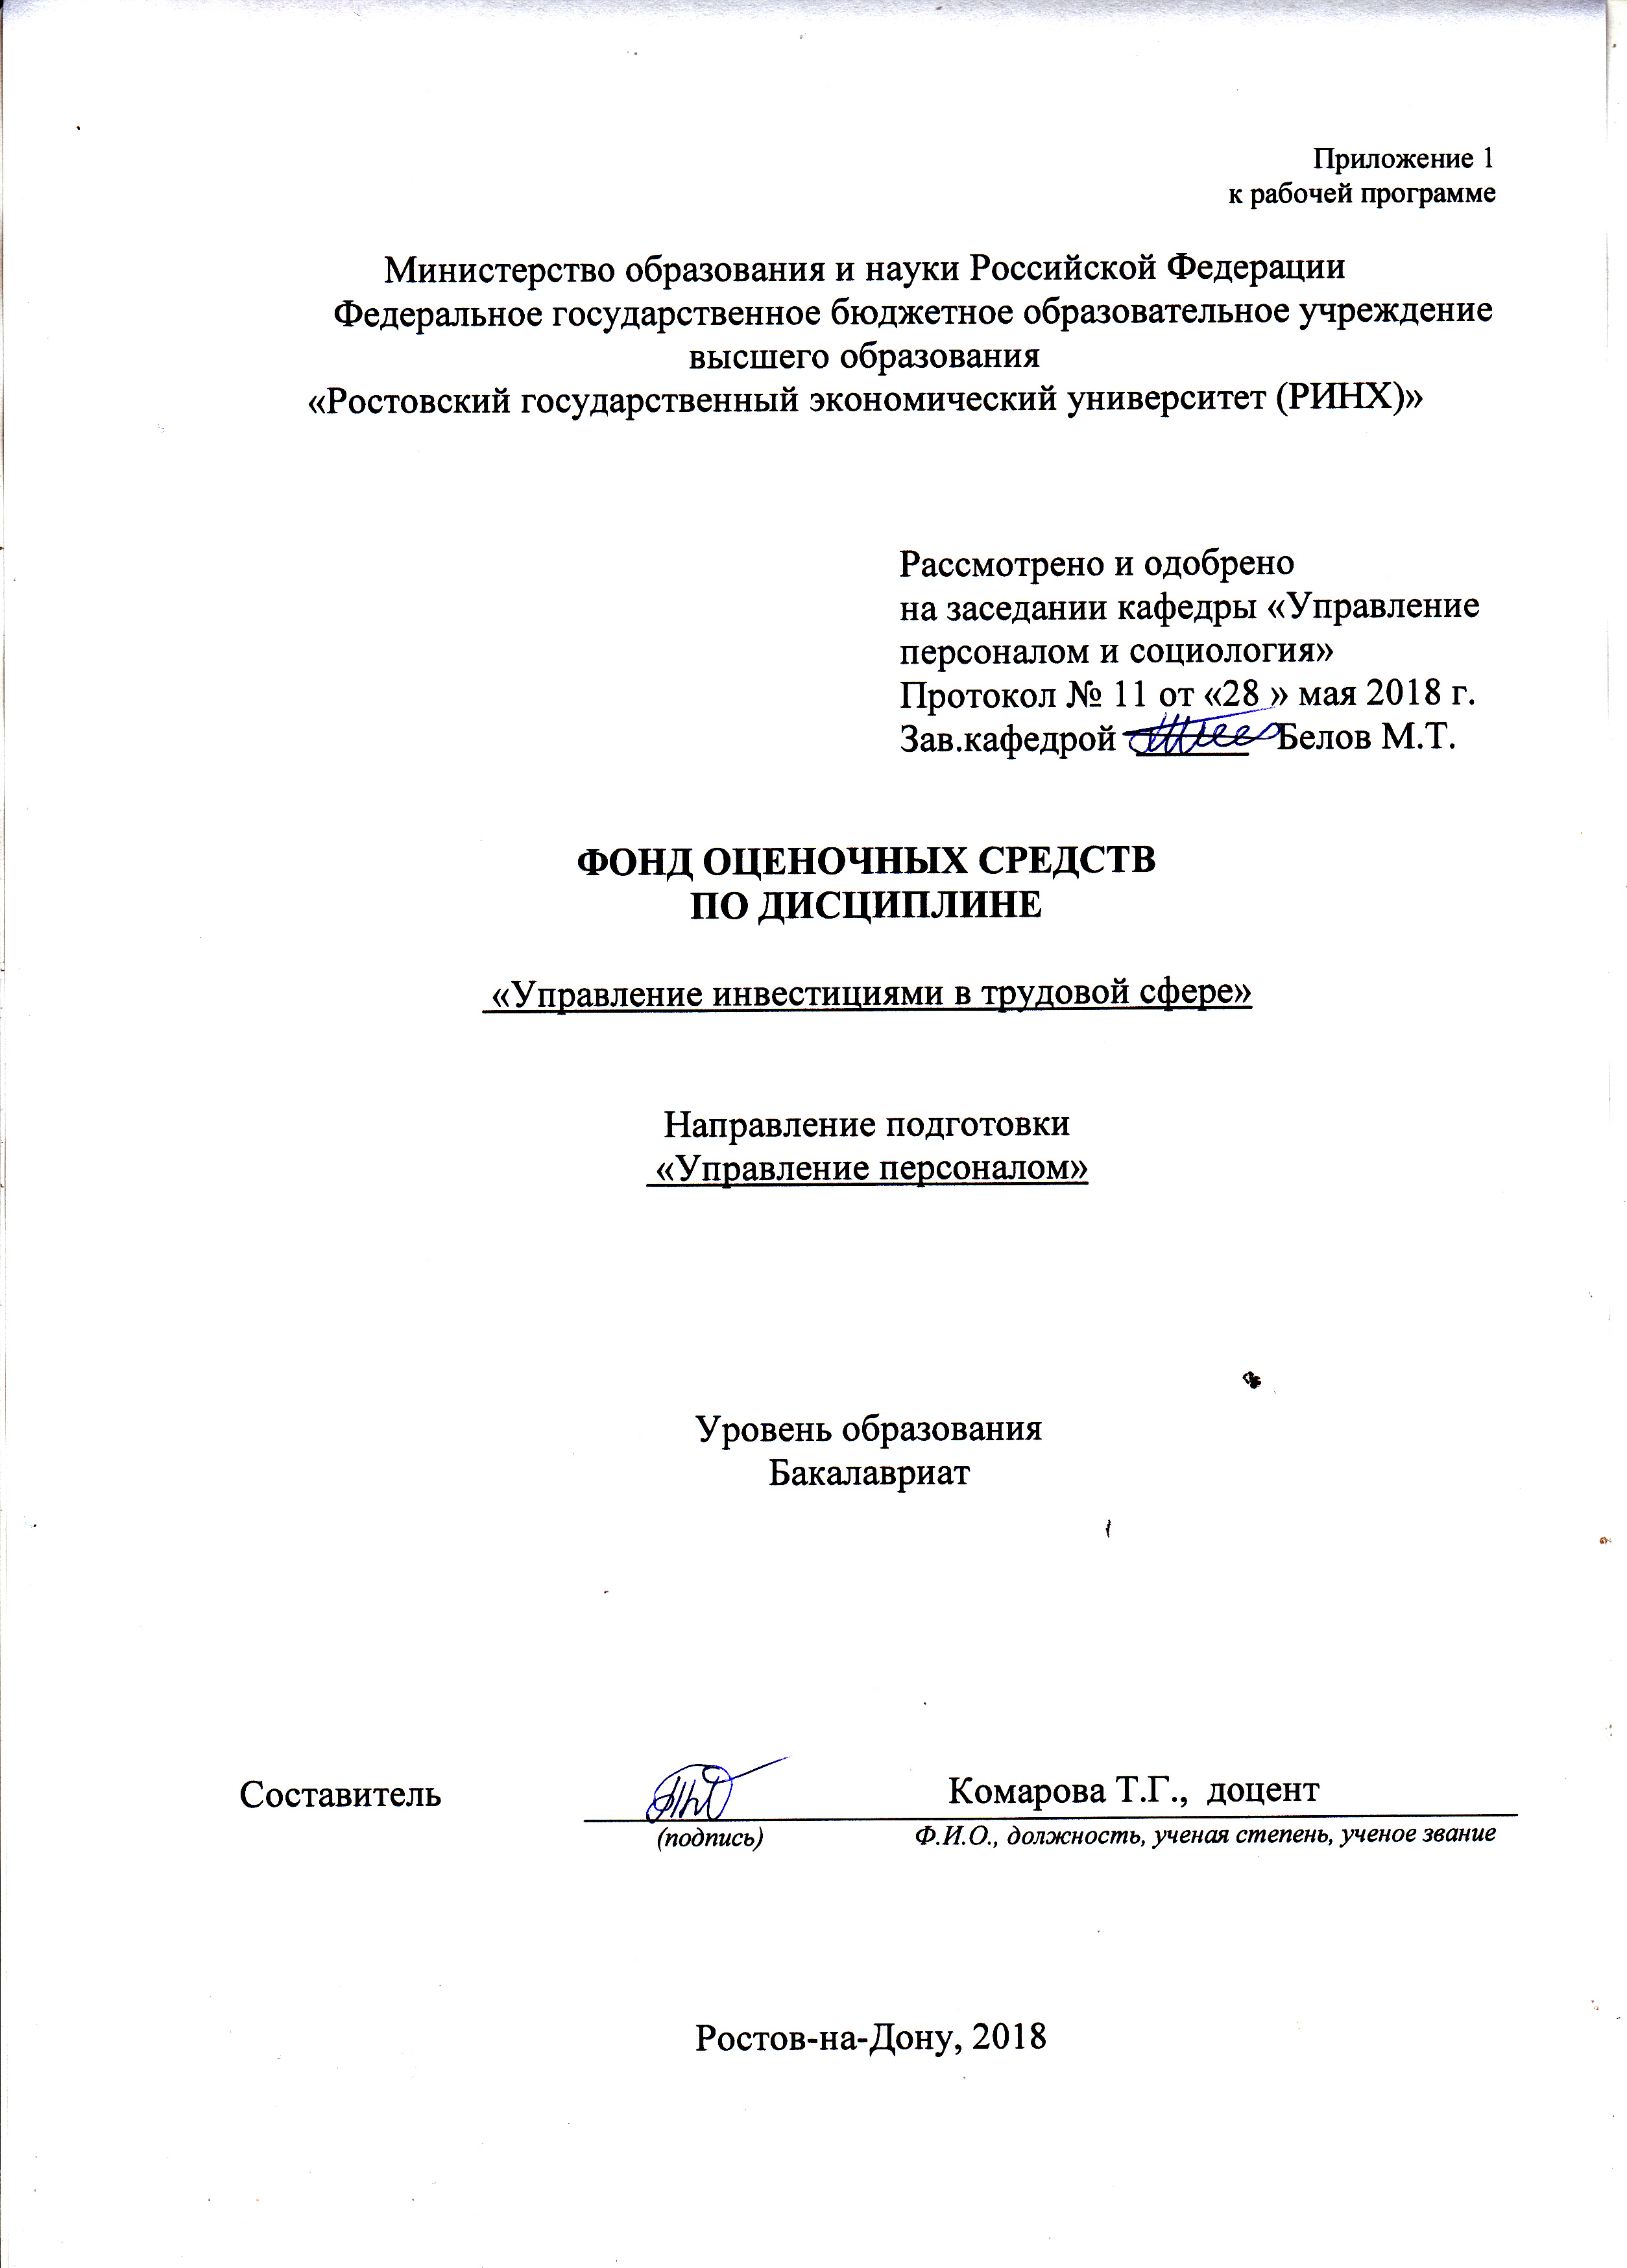 Приложение 1
к рабочей программе
Министерство образования и науки Российской Федерации
Федеральное государственное бюджетное образовательное учреждение
высшего образования
«Ростовский государственный экономический университет (РИНХ)»
Рассмотрено и одобрено
на заседании кафедры «Управление
персоналом и социология»
Протокол № 11 от «28 » мая 2018 г.
Зав.кафедрой Белов М.Т.
ФОНД ОЦЕНОЧНЫХ СРЕДСТВ
ПО ДИСЦИПЛИНЕ
«Управление инвестициями в трудовой сфере»
Направление подготовки
«Управление персоналом»
Уровень образования
Бакалавриат
Составитель Комарова Т.Г., доцент
(подпись) Ф.И.О., должность, ученая степень, ученое звание
Ростов-на-Дону, 2018